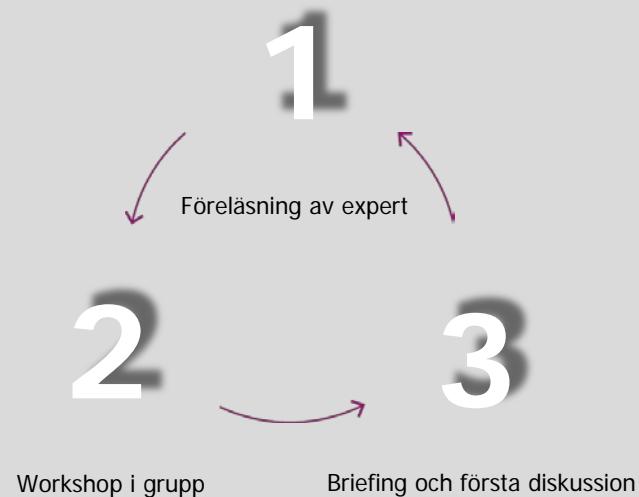 1
Föreläsning av expert
2
3
Workshop i grupp
Briefing och första diskussion